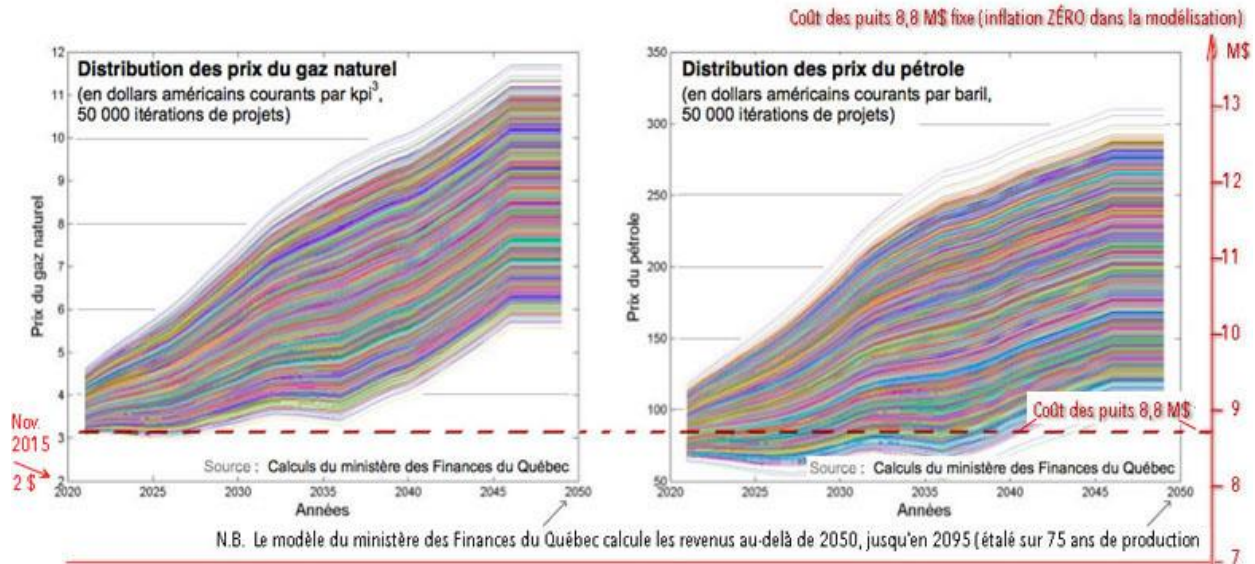 Coût des puits 8,8 M$ fixe (inflation ZÉRO dans la modélisation)
M$
12
11
10
9
8
7
6
5
4
3
2
Prix du gaz naturel
Distribution des prix du gaz naturel
(en dollars américains courants par kpi³,
50 000 itérations de projets)
Source : Calculs du ministère des Finances du Québec
2020
2025
2030
2035
2040
2045
2050
Années
Nov.
2015
2 $
350
300
250
200
150
100
50
Prix du pétrole
Distribution des prix du pétrole
(en dollars américains courants par baril,
50 000 itérations de projets)
Coût des puits 8,8 M$
Source : Calculs du ministère des Finances du Québec
2020
2025
2030
2035
2040
2045
2050
Années
13
12
11
10
9
8
7
N.B. Le modèle du ministère des Finances du Québec calcule les revenus au-delà de 2050, jusqu'en 2095 (étalé sur 75 ans de production